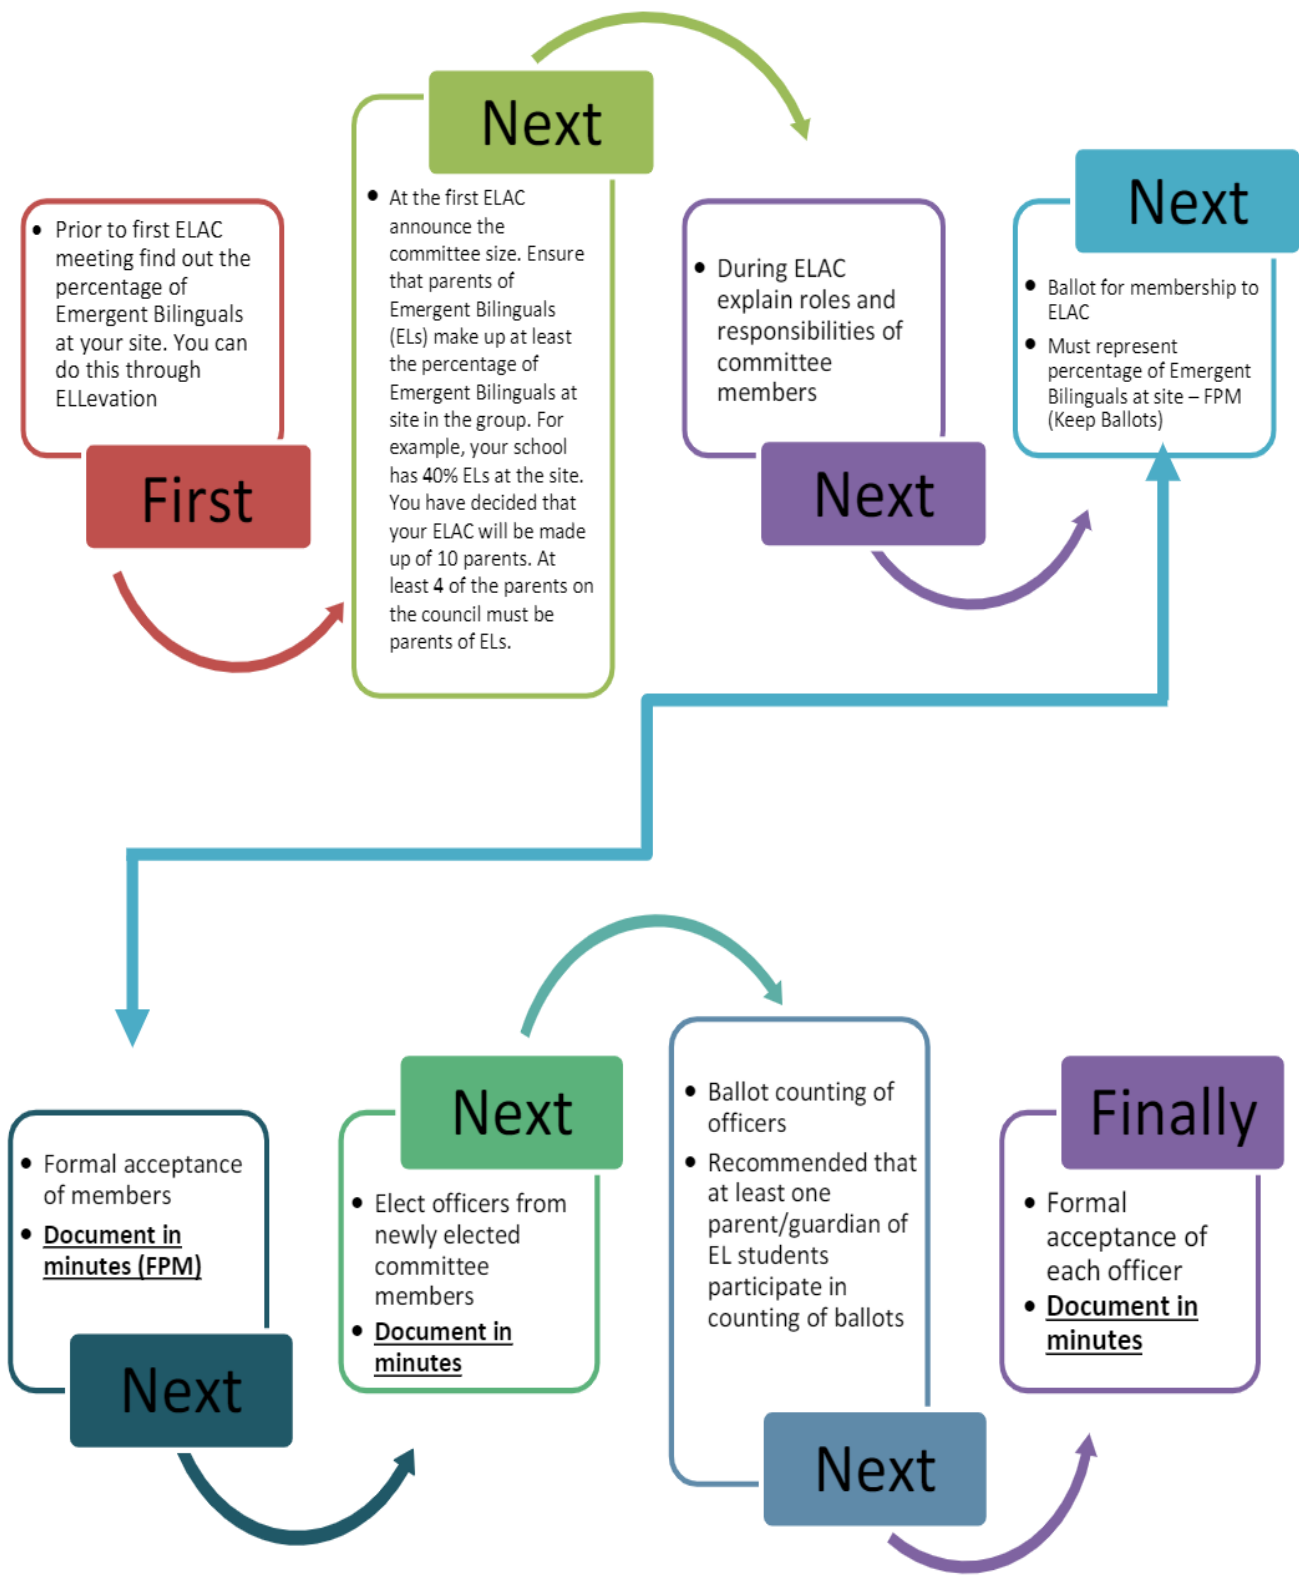 • Prior to first ELAC
meeting find out the
percentage of
Emergent Bilinguals
at your site. You can
do this through
ELLevation
First
Next
• At the first ELAC
announce the
committee size. Ensure
that parents of
Emergent Bilinguals
(ELs) make up at least
the percentage of
Emergent Bilinguals at
site in the group. For
example, your school
has 40% ELs at the site.
You have decided that
your ELAC will be made
up of 10 parents. At
least 4 of the parents on
the council must be
parents of ELs.
• During ELAC
explain roles and
responsibilities of
committee
members
Next
Next
• Ballot for membership to
ELAC
• Must represent
percentage of Emergent
Bilinguals at site – FPM
(Keep Ballots)
• Formal acceptance
of members
• Document in
minutes (FPM)
Next
Next
• Elect officers from
newly elected
committee
members
• Document in
minutes
• Ballot counting of
officers
• Recommended that
at least one
parent/guardian of
EL students
participate in
counting of ballots
Next
Finally
• Formal
acceptance of
each officer
• Document in
minutes